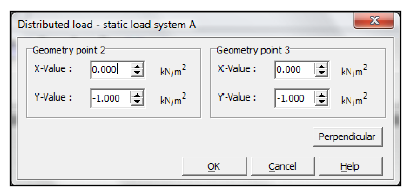 Distributed load - static load system A
Geometry point 2
X-Value : 0.000 kN/m²
Y-Value : -1.000 kN/m²
Geometry point 3
X-Value : 0.000 kN/m²
Y-Value : -1.000 kN/m²
Perpendicular
OK Cancel Help